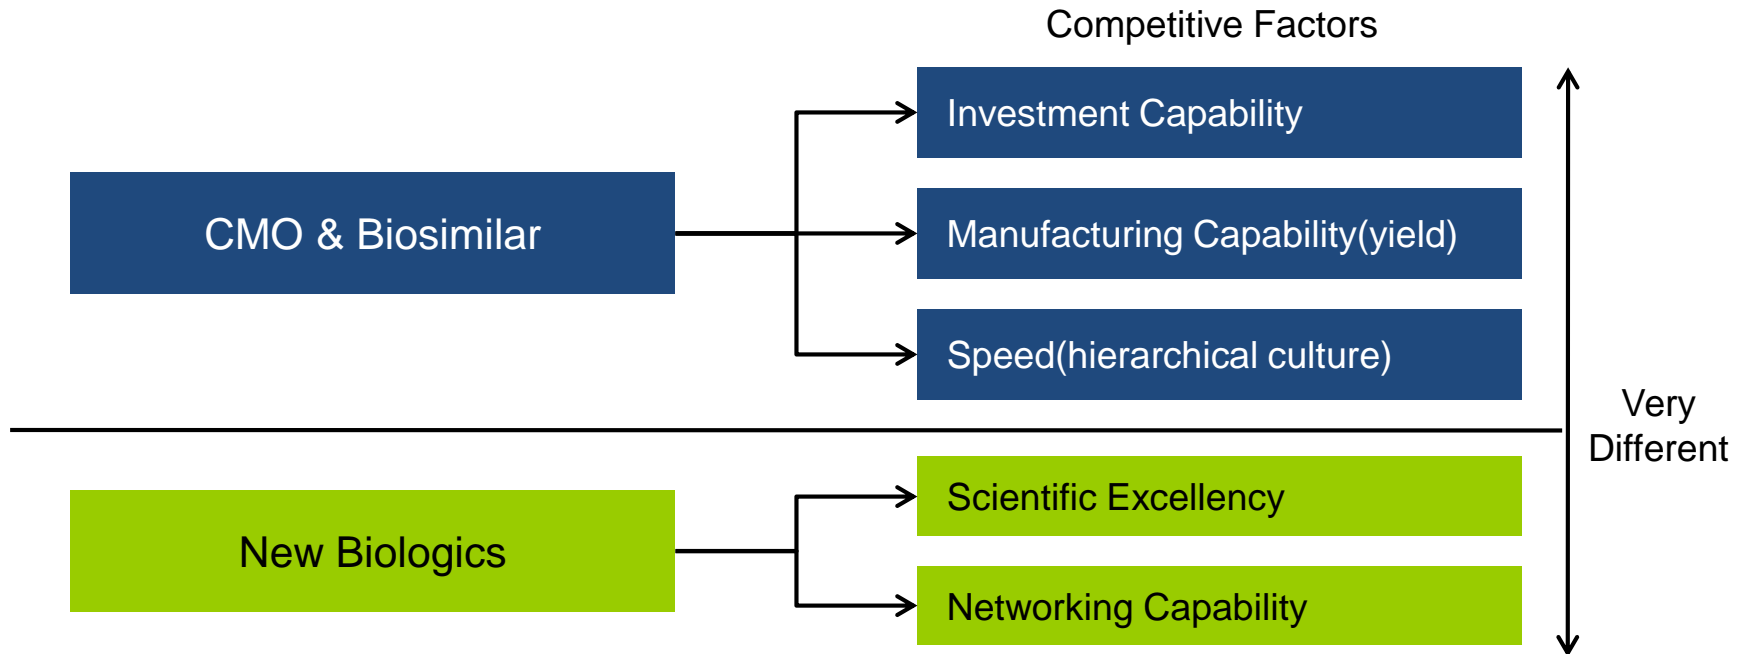 Competitive Factors
Investment Capability
CMO & Biosimilar
Manufacturing Capability(yield)
Speed(hierarchical culture)
Very
Different
Scientific Excellency
New Biologics
Networking Capability